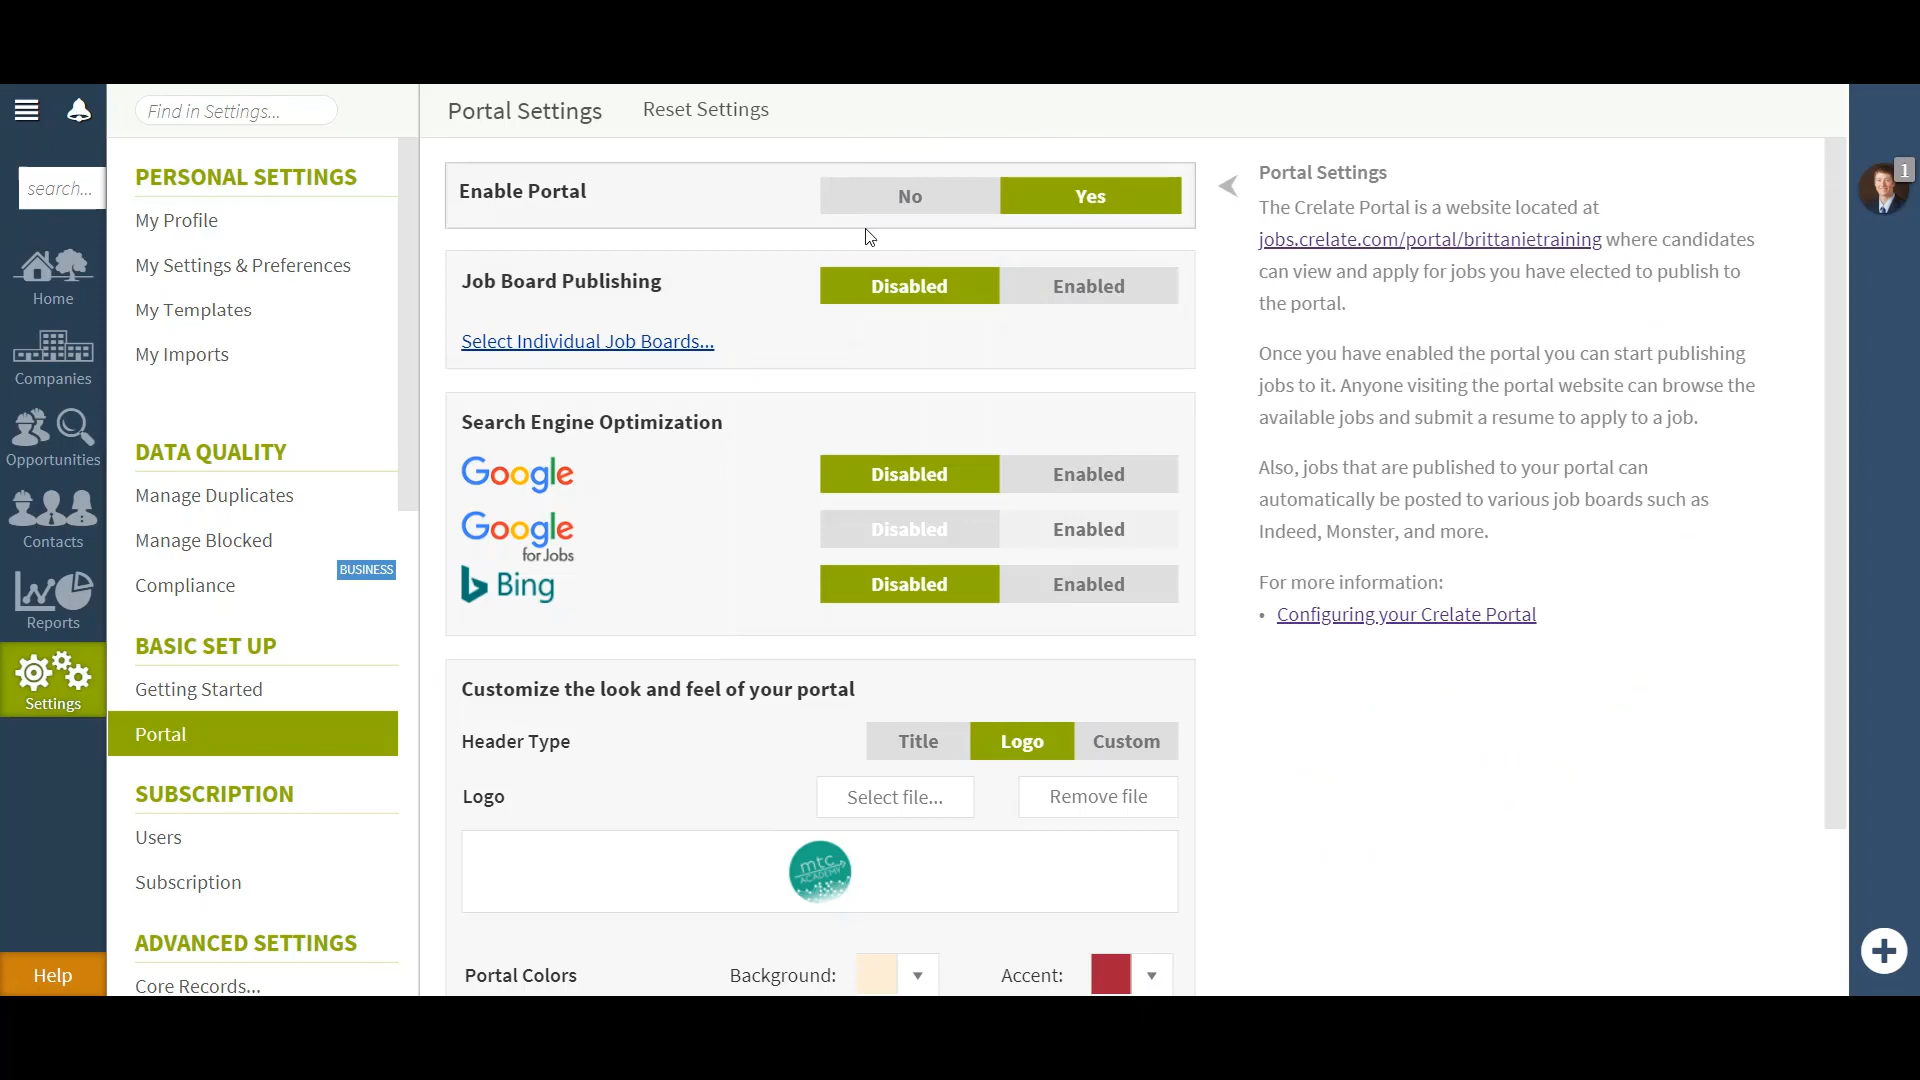 Find in Settings...
Portal Settings
Reset Settings
search...
Home
Companies
Opportunities
Contacts
Reports
Settings
Help
PERSONAL SETTINGS
My Profile
My Settings & Preferences
My Templates
My Imports
DATA QUALITY
Manage Duplicates
Manage Blocked
BUSINESS
Compliance
BASIC SET UP
Getting Started
Portal
SUBSCRIPTION
Users
Subscription
ADVANCED SETTINGS
Core Records...
Enable Portal
No
Yes
Job Board Publishing
Disabled
Enabled
Select Individual Job Boards...
Search Engine Optimization
Google
Disabled
Enabled
Google
for Jobs
Disabled
Enabled
Bing
Disabled
Enabled
Customize the look and feel of your portal
Header Type
Title
Logo
Custom
Logo
Select file...
Remove file
mtc
ACADEMY
Portal Colors
Background:
Accent:
Portal Settings
The Crelate Portal is a website located at
jobs.crelate.com/portal/brittanietraining where candidates
can view and apply for jobs you have elected to publish to
the portal.
Once you have enabled the portal you can start publishing
jobs to it. Anyone visiting the portal website can browse the
available jobs and submit a resume to apply to a job.
Also, jobs that are published to your portal can
automatically be posted to various job boards such as
Indeed, Monster, and more.
For more information:
• Configuring your Crelate Portal
1